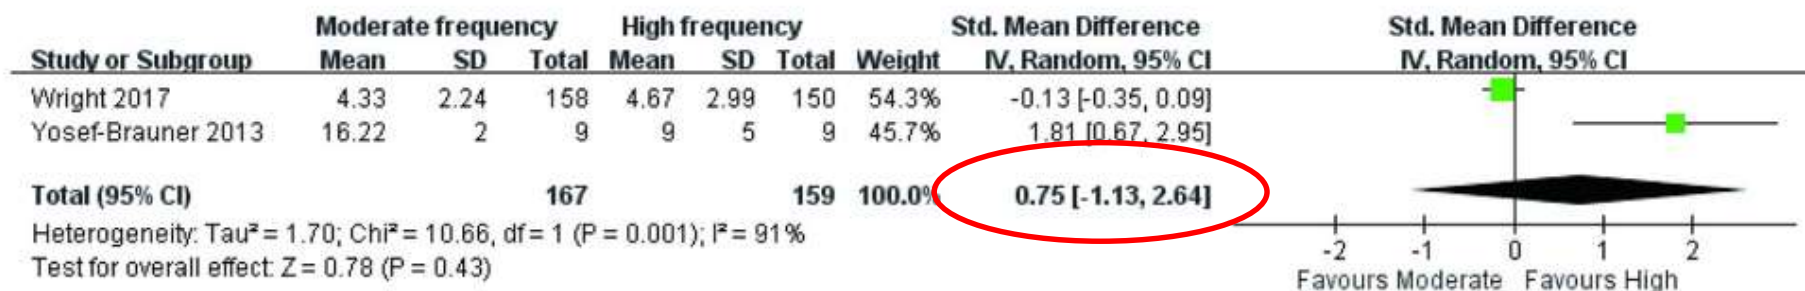 Moderate frequency High frequency Std. Mean Difference Std. Mean Difference
Study or Subgroup Mean SD Total Mean SD Total Weight IV, Random, 95% CI IV, Random, 95% CI
Wright 2017 4.33 2.24 158 4.67 2.99 150 54.3% -0.13 [-0.35, 0.09]
Yosef-Brauner 2013 16.22 2 9 9 5 9 45.7% 1.81 [0.67, 2.95]
Total (95% CI) 167 159 100.0% 0.75 [-1.13, 2.64]
Heterogeneity: Tau² = 1.70; Chi² = 10.66, df = 1 (P = 0.001); I² = 91%
Test for overall effect: Z = 0.78 (P = 0.43)
-2 -1 0 1 2
Favours Moderate Favours High